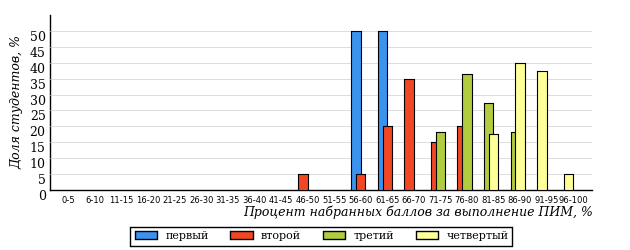 Доля студентов, %
50
45
40
35
30
25
20
15
10
5
0
0-5 6-10 11-15 16-20 21-25 26-30 31-35 36-40 41-45 46-50 51-55 56-60 61-65 66-70 71-75 76-80 81-85 86-90 91-95 96-100
Процент набранных баллов за выполнение ПИМ, %
первый второй третий четвертый